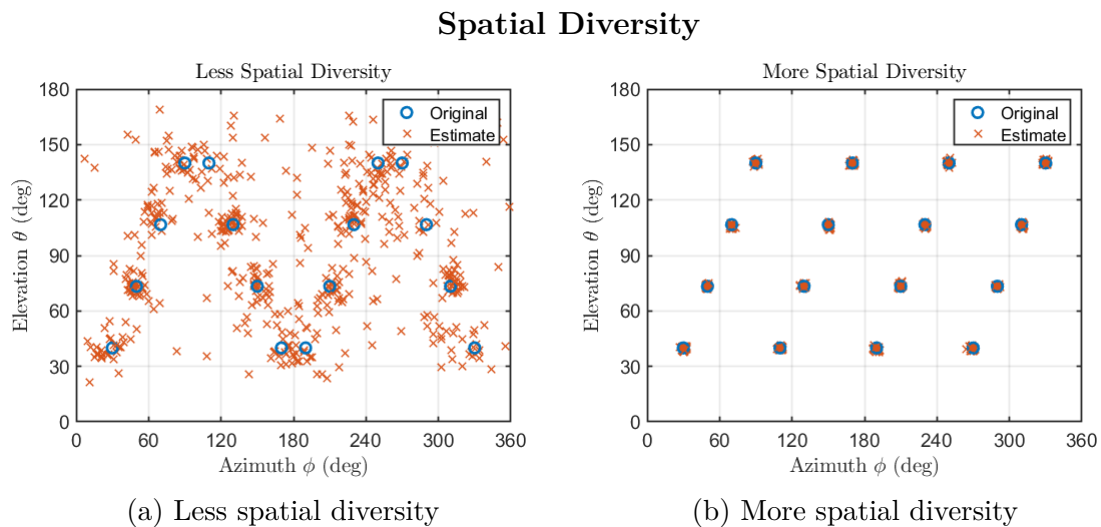 Spatial Diversity
Less Spatial Diversity
180
150
120
90
60
30
0
0 60 120 180 240 300 360
Elevation θ (deg)
Azimuth ϕ (deg)
Original
Estimate
(a) Less spatial diversity
More Spatial Diversity
180
150
120
90
60
30
0
0 60 120 180 240 300 360
Elevation θ (deg)
Azimuth ϕ (deg)
Original
Estimate
(b) More spatial diversity